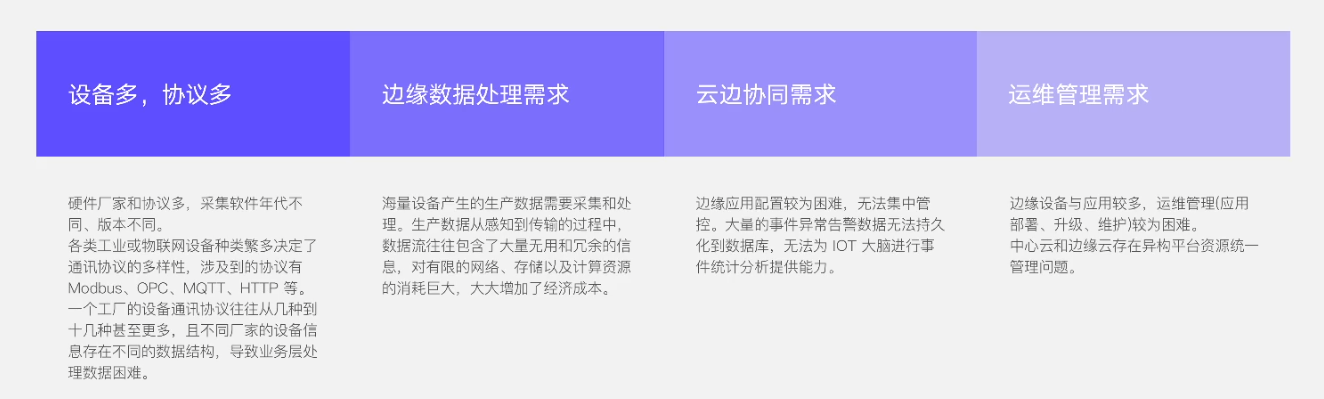 设备多，协议多
边缘数据处理需求
云边协同需求
运维管理需求
硬件厂家和协议多，采集软件年代不
同、版本不同。
各类工业或物联网设备种类繁多决定了
通讯协议的多样性，涉及到的协议有
Modbus、OPC、MQTT、HTTP 等。
一个工厂的设备通讯协议往往从几种到
十几种甚至更多，且不同厂家的设备信
息存在不同的数据结构，导致业务层处
理数据困难。
海量设备产生的生产数据需要采集和处
理。生产数据从感知到传输的过程中，
数据流往往包含了大量无用和冗余的信
息，对有限的网络、存储以及计算资源
的消耗巨大，大大增加了经济成本。
边缘应用配置较为困难，无法集中管
控。大量的事件异常告警数据无法持久
化到数据库，无法为 IOT 大脑进行事
件统计分析提供能力。
边缘设备与应用较多，运维管理(应用
部署、升级、维护)较为困难。
中心云和边缘云存在异构平台资源统一
管理问题。